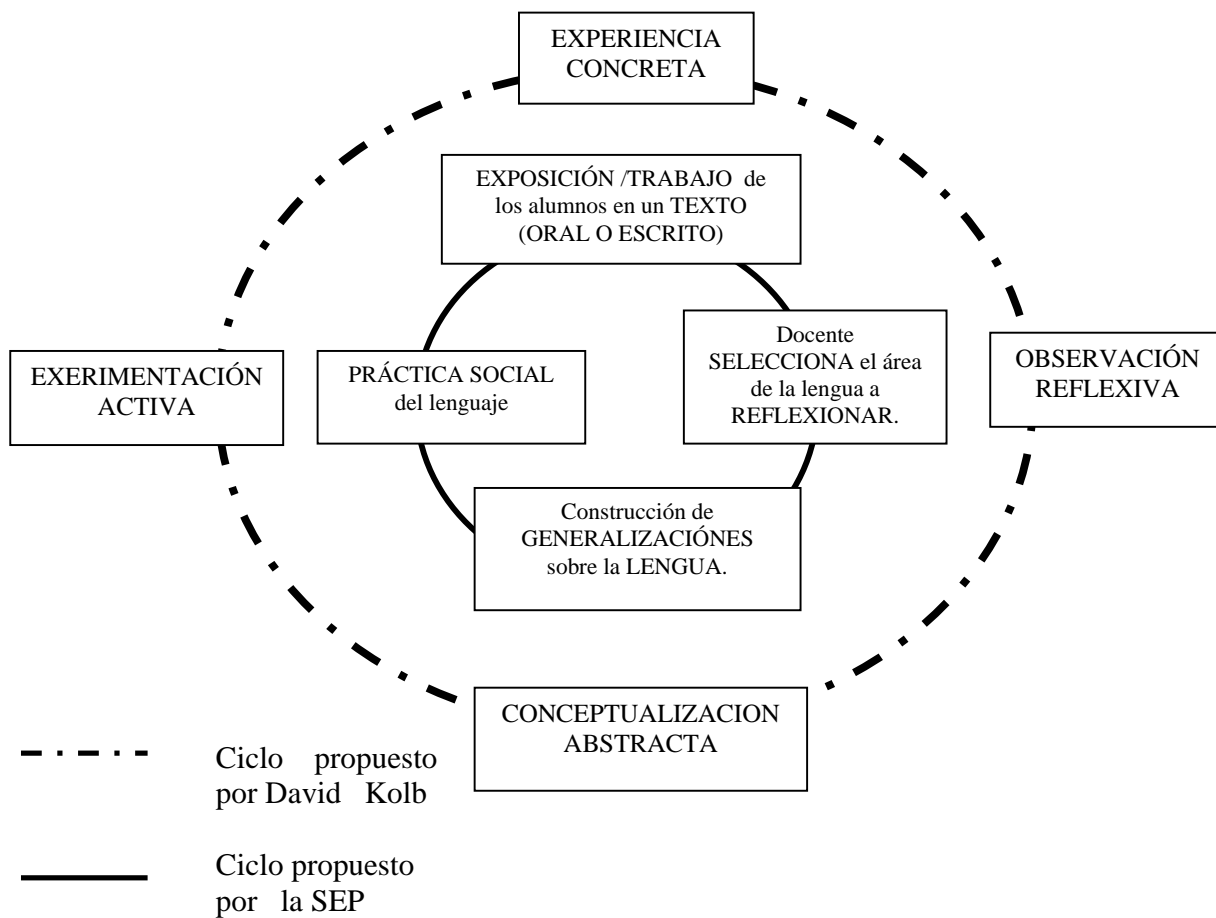 EXPERIENCIA
CONCRETA
EXPOSICIÓN /TRABAJO de
los alumnos en un TEXTO
(ORAL O ESCRITO)
Docente
SELECCIONA el área
de la lengua a
REFLEXIONAR.
OBSERVACIÓN
REFLEXIVA
EXERIMENTACIÓN
ACTIVA
PRÁCTICA SOCIAL
del lenguaje
Construcción de
GENERALIZACIÓNES
sobre la LENGUA.
CONCEPTUALIZACION
ABSTRACTA
Ciclo propuesto
por David Kolb
Ciclo propuesto
por la SEP